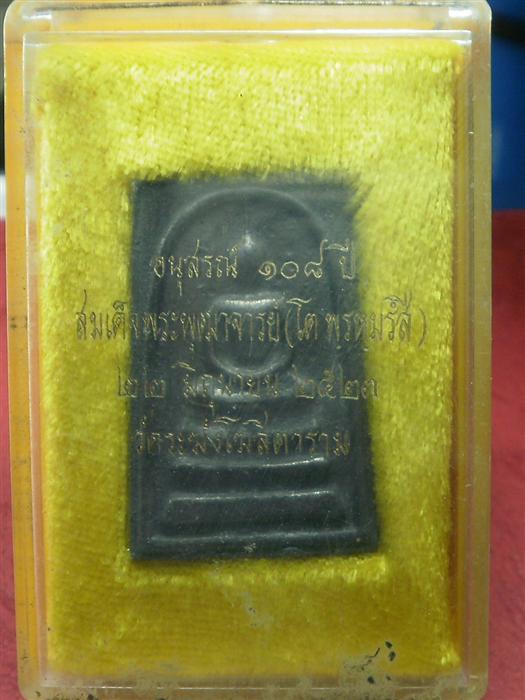 อนุสรณ์ ๑๐๘ ปี
สมเด็จพระพุฒาจารย์ (โต พรหมรังสี)
๒๒ มิถุนายน ๒๕๒๓
วัดระฆังโฆสิตาราม